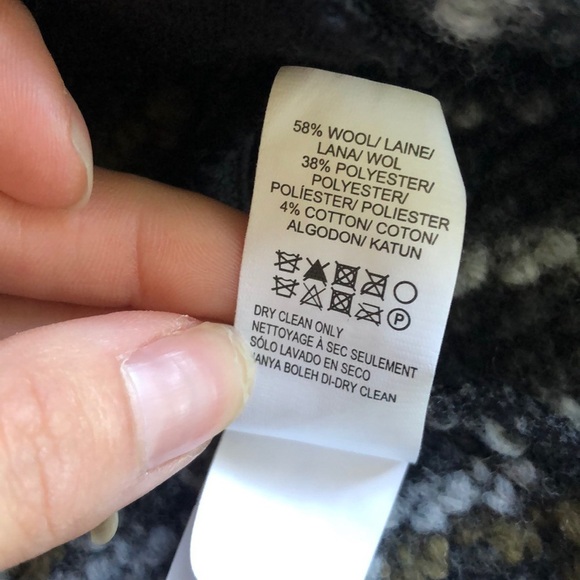 58% WOOL/ LAINE/
LANA/ WOL
38% POLYESTER/
POLYESTER/
POLÍESTER/ POLIESTER
4% COTTON/ COTON/
ALGODON/ KATUN
P
DRY CLEAN ONLY
NETTOYAGE À SEC SEULEMENT
SÓLO LAVADO EN SECO
HANYA BOLEH DI-DRY CLEAN